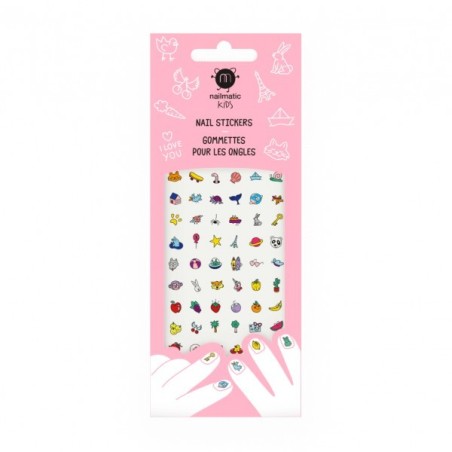 m
nailmatic
KIDS
NAIL STICKERS
GOMMETTES
POUR LES ONGLES
I LOVE
YOU